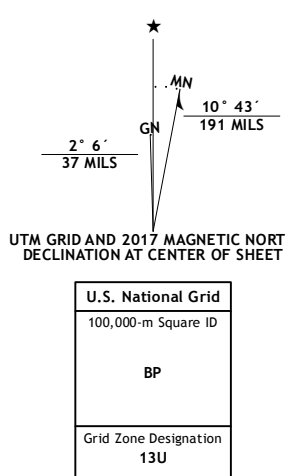 ★
MN
GN
10° 43´
191 MILS
2° 6´
37 MILS
UTM GRID AND 2017 MAGNETIC NORT
DECLINATION AT CENTER OF SHEET
U.S. National Grid
100,000-m Square ID
BP
Grid Zone Designation
13U